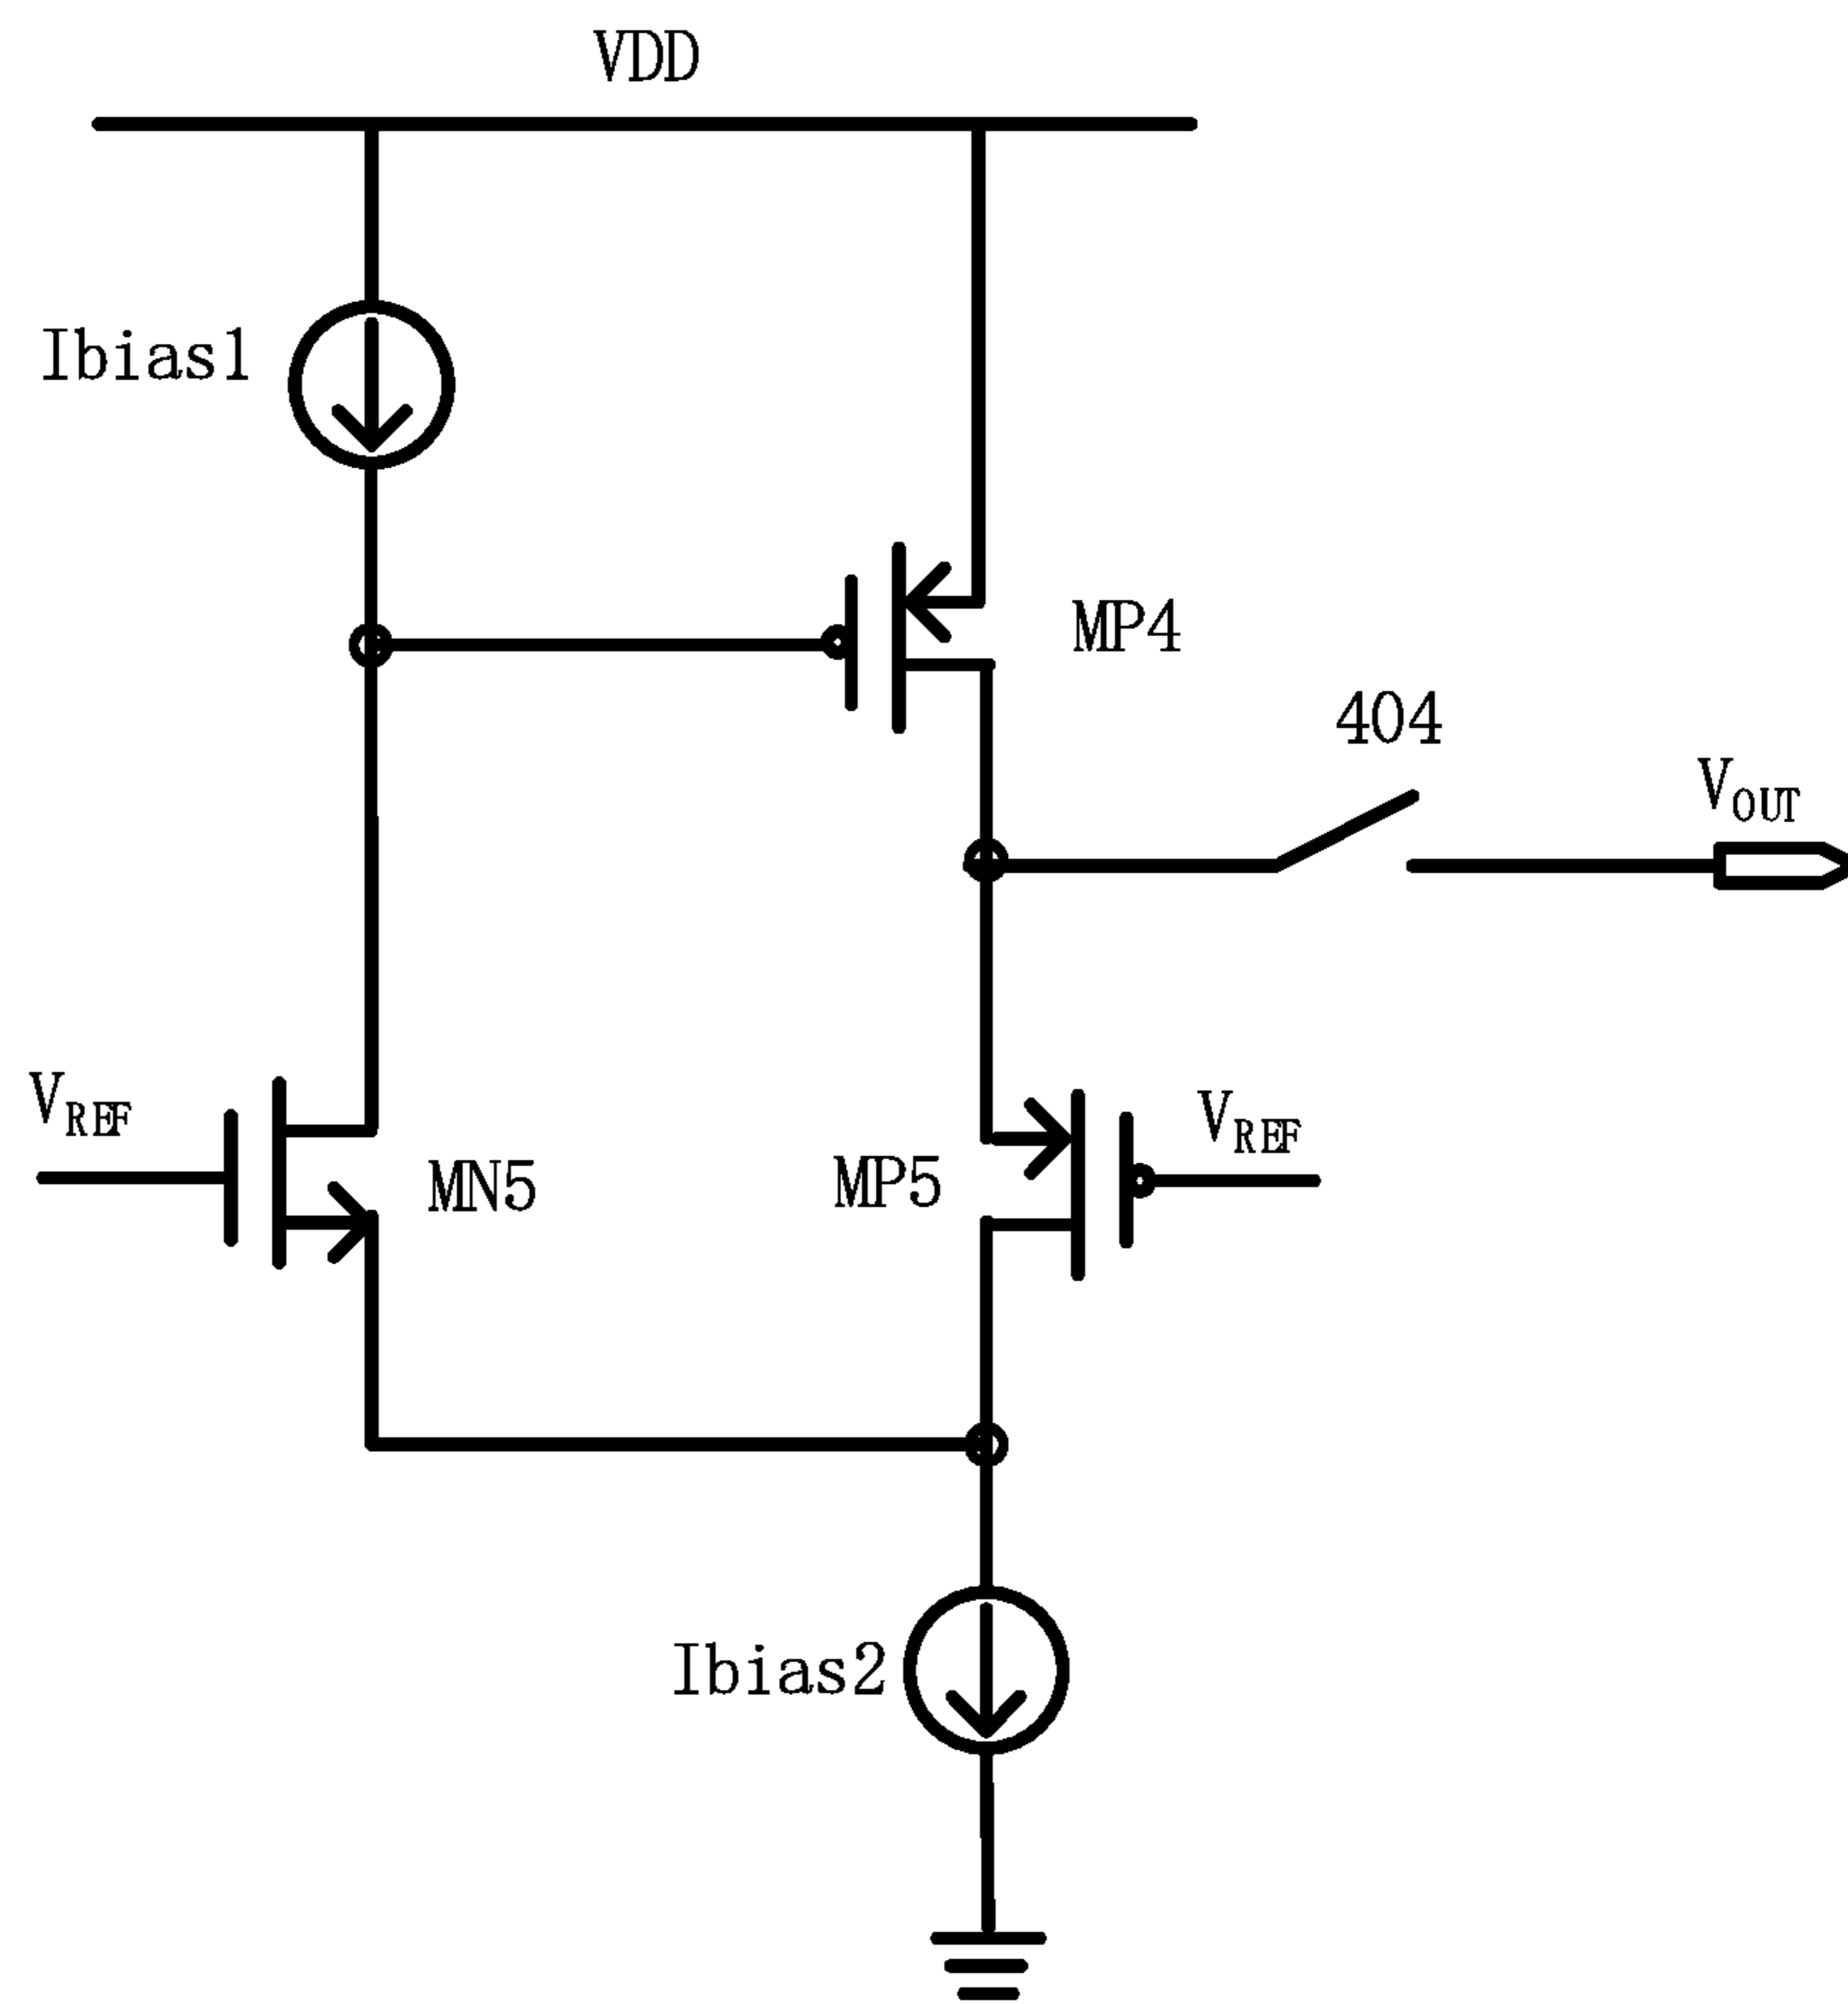 VDD
Ibias1
MP4
404
VOUT
VREF
VREF
MN5
MP5
Ibias2